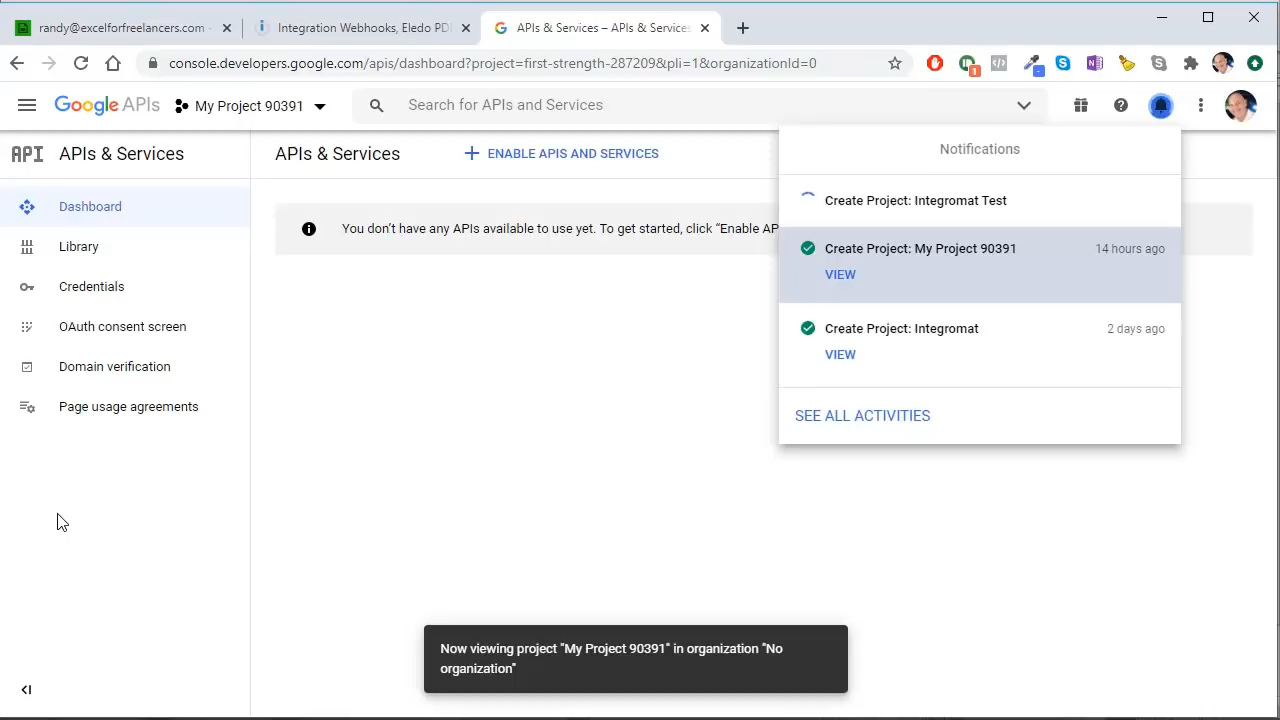 randy@excelforfreelancers.com -
Integration Webhooks, Eledo PD
APIs & Services – APIs & Services
console.developers.google.com/apis/dashboard?project=first-strength-287209&pli=1&organizationId=0
1
Google APIs
My Project 90391
Search for APIs and Services
API
APIs & Services
Dashboard
Library
Credentials
OAuth consent screen
Domain verification
Page usage agreements
APIs & Services
ENABLE APIS AND SERVICES
You don't have any APIs available to use yet. To get started, click "Enable AP
Notifications
Create Project: Integromat Test
Create Project: My Project 90391
14 hours ago
VIEW
Create Project: Integromat
2 days ago
VIEW
SEE ALL ACTIVITIES
Now viewing project "My Project 90391" in organization "No
organization"